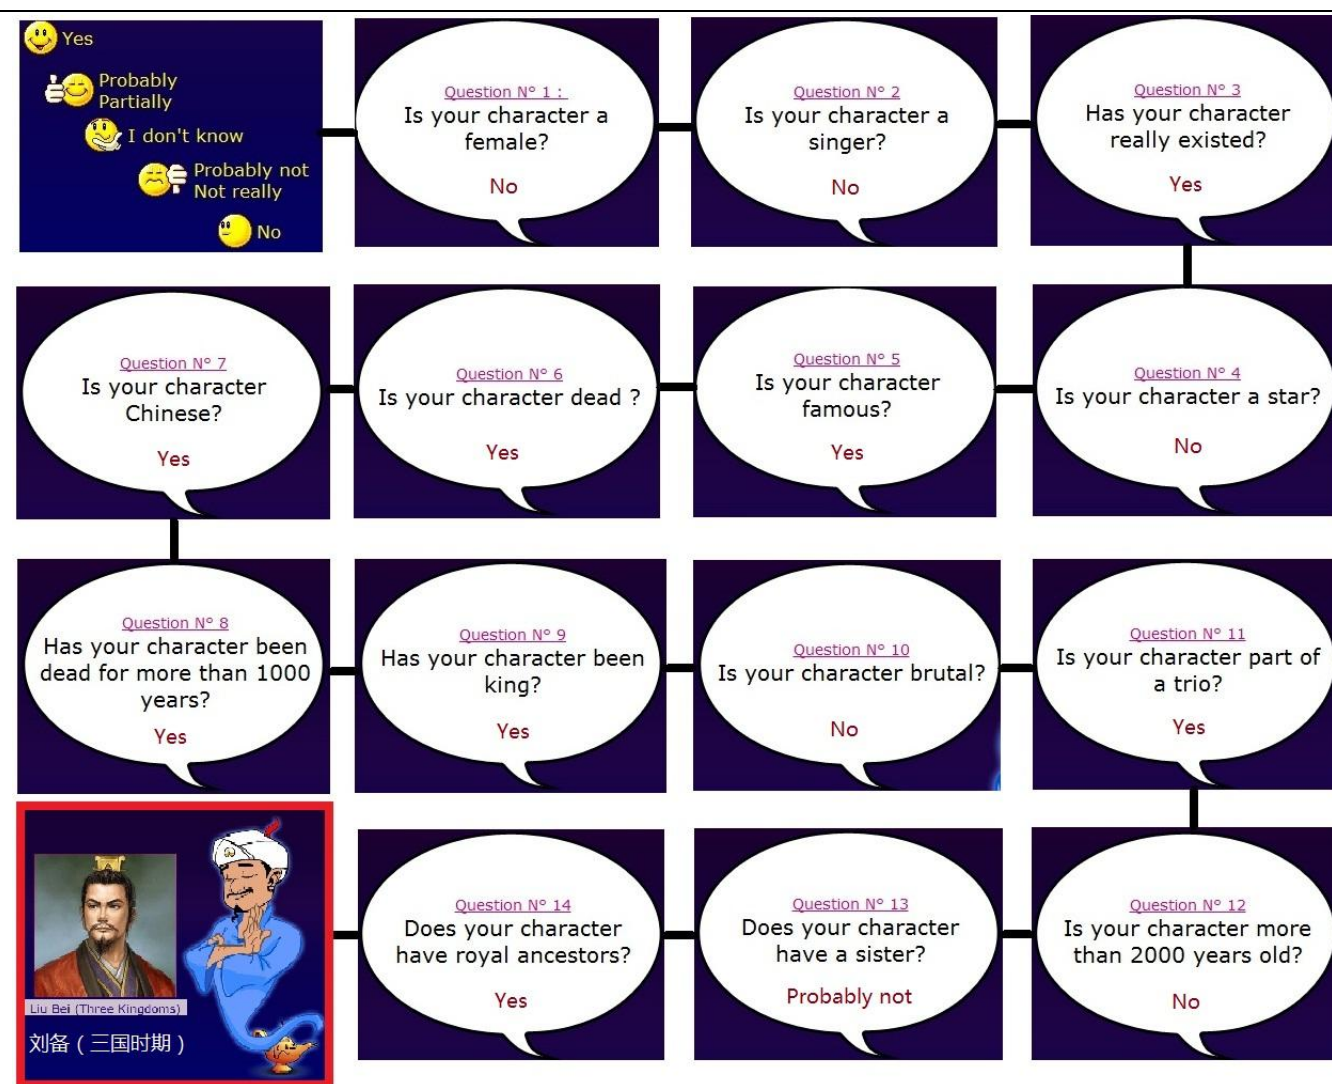 Yes
Probably
Partially
I don't know
Probably not
Not really
No
Question N° 1 :
Is your character a
female?
No
Question N° 2
Is your character a
singer?
No
Question N° 3
Has your character
really existed?
Yes
Question N° 4
Is your character a star?
No
Question N° 5
Is your character
famous?
Yes
Question N° 6
Is your character dead ?
Yes
Question N° 7
Is your character
Chinese?
Yes
Question N° 8
Has your character been
dead for more than 1000
years?
Yes
Question N° 9
Has your character been
king?
Yes
Question N° 10
Is your character brutal?
No
Question N° 11
Is your character part of
a trio?
Yes
Question N° 12
Is your character more
than 2000 years old?
No
Question N° 13
Does your character
have a sister?
Probably not
Question N° 14
Does your character
have royal ancestors?
Yes
Liu Bei (Three Kingdoms)
刘备（三国时期）